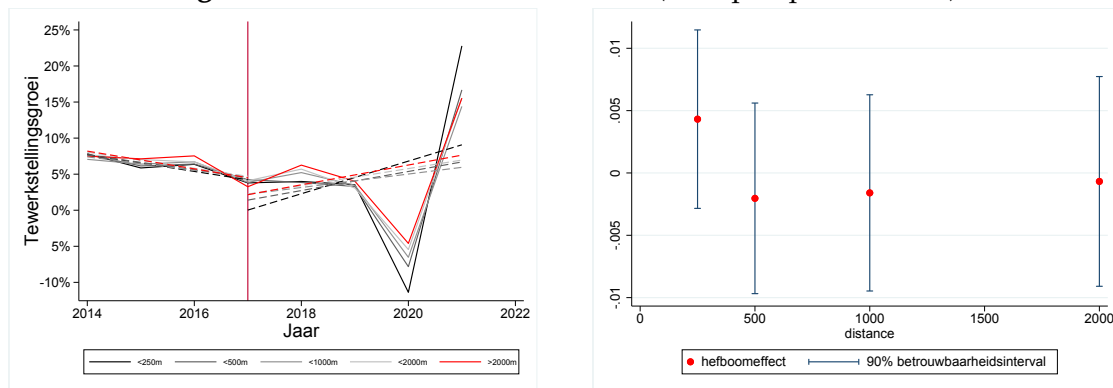 25%
20%
15%
10%
5%
0%
5%
-10%
Tewerkstellingsgroei
2014
2016
2018
2020
2022
Jaar
<250m
<500m
<1000m
<2000m
>2000m
.01
.005
0
-.005
-.01
0
500
1000
1500
2000
distance
hefboomeffect
90% betrouwbaarheidsinterval